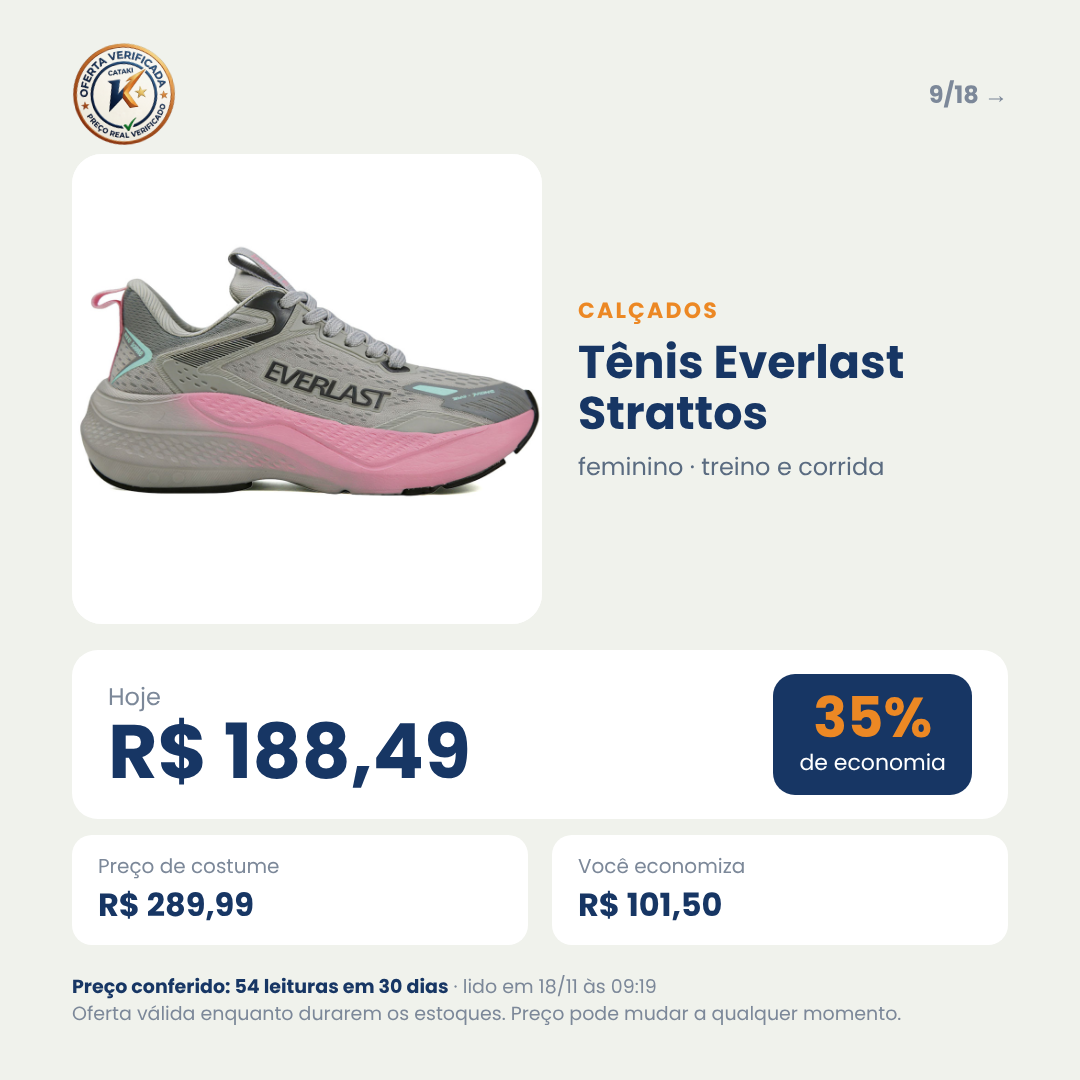 OFERTA VERIFICADA
CATAKI
K
PREÇO REAL VERIFICADO
9/18 →
EVERLAST
CALÇADOS
Tênis Everlast
Strattos
feminino · treino e corrida
Hoje
R$ 188,49
35%
de economia
Preço de costume
R$ 289,99
Você economiza
R$ 101,50
Preço conferido: 54 leituras em 30 dias · lido em 18/11 às 09:19
Oferta válida enquanto durarem os estoques. Preço pode mudar a qualquer momento.